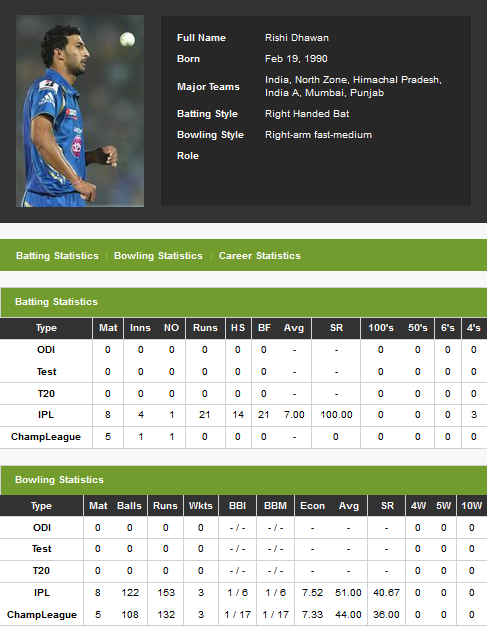 Full Name Rishi Dhawan
Born Feb 19, 1990
Major Teams India, North Zone, Himachal Pradesh,
India A, Mumbai, Punjab
Batting Style Right Handed Bat
Bowling Style Right-arm fast-medium
Role
Batting Statistics | Bowling Statistics | Career Statistics
Batting Statistics
Type Mat Inns NO Runs HS BF Avg SR 100's 50's 6's 4's
ODI 0 0 0 0 0 0 - - 0 0 0 0
Test 0 0 0 0 0 0 - - 0 0 0 0
T20 0 0 0 0 0 0 - - 0 0 0 0
IPL 8 4 1 21 14 21 7.00 100.00 0 0 0 3
ChampLeague 5 1 1 0 0 0 - 0 0 0 0 0
Bowling Statistics
Type Mat Balls Runs Wkts BBI BBM Econ Avg SR 4W 5W 10W
ODI 0 0 0 0 - / - - / - - - - 0 0 0
Test 0 0 0 0 - / - - / - - - - 0 0 0
T20 0 0 0 0 - / - - / - - - - 0 0 0
IPL 8 122 153 3 1 / 6 1 / 6 7.52 51.00 40.67 0 0 0
ChampLeague 5 108 132 3 1 / 17 1 / 17 7.33 44.00 36.00 0 0 0